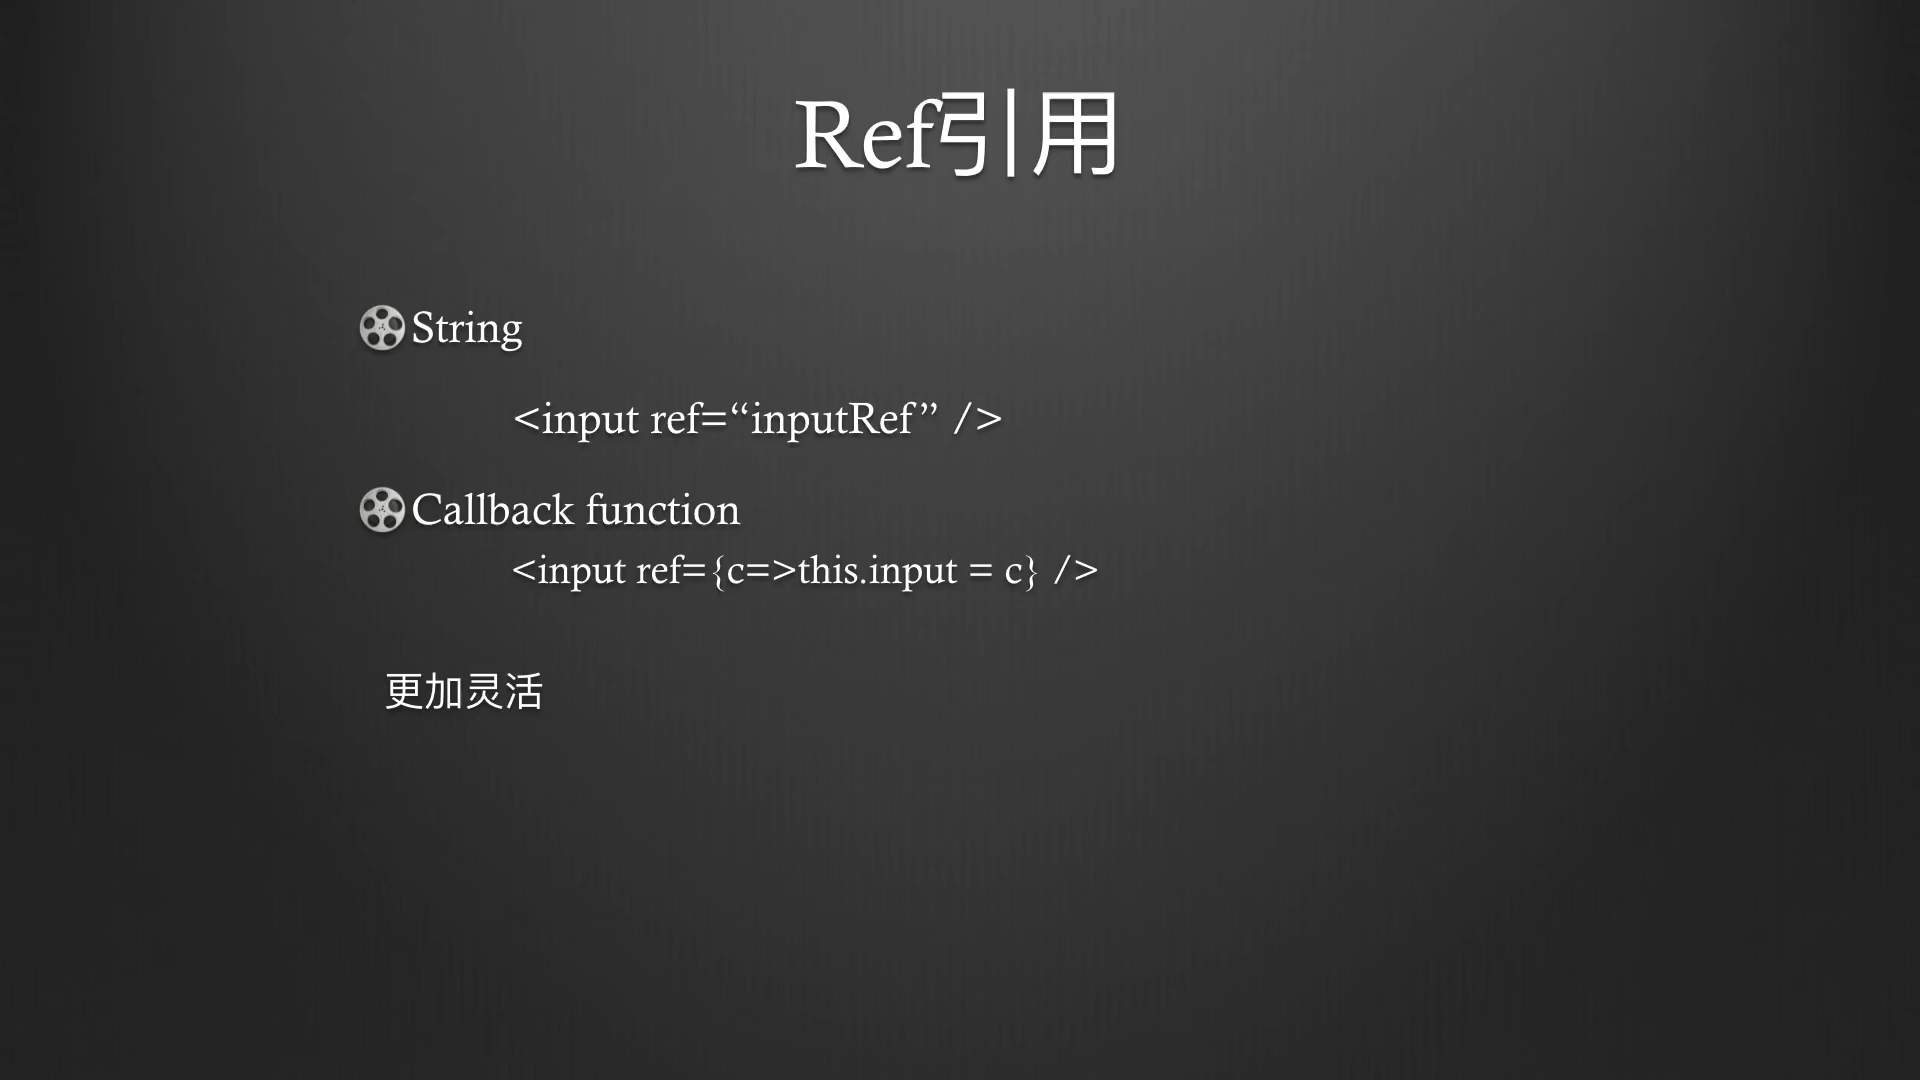 Ref引用
String
<input ref=“inputRef” />
Callback function
<input ref={c=>this.input = c} />
更加灵活